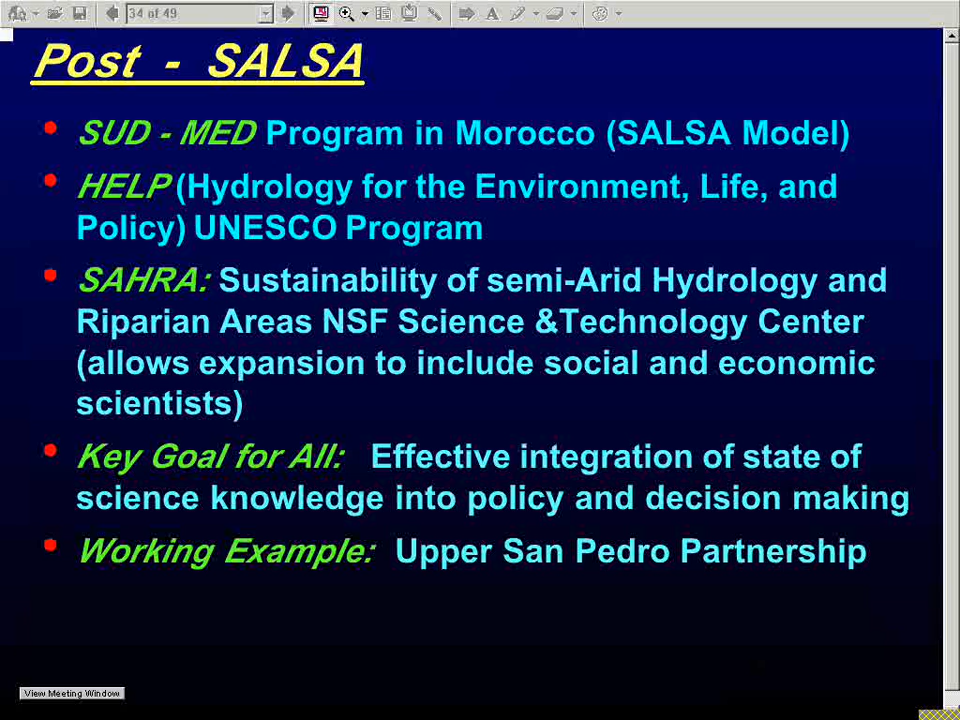 34 of 49
Post - SALSA
• SUD - MED Program in Morocco (SALSA Model)
• HELP (Hydrology for the Environment, Life, and
Policy) UNESCO Program
• SAHRA: Sustainability of semi-Arid Hydrology and
Riparian Areas NSF Science &Technology Center
(allows expansion to include social and economic
scientists)
• Key Goal for All: Effective integration of state of
science knowledge into policy and decision making
• Working Example: Upper San Pedro Partnership
View Meeting Window